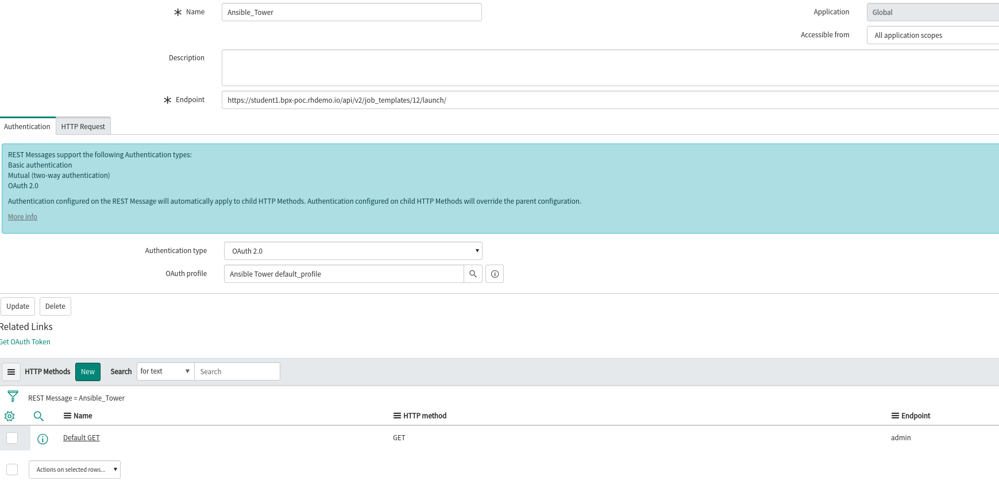 Name Ansible_Tower Application Global
Accessible from All application scopes
Description
Endpoint https://student1.bpx-poc.rhdemo.io/api/v2/job_templates/12/launch/
Authentication HTTP Request
REST Messages support the following Authentication types:
Basic authentication
Mutual (two-way authentication)
OAuth 2.0
Authentication configured on the REST Message will automatically apply to child HTTP Methods. Authentication configured on child HTTP Methods will override the parent configuration.
More info
Authentication type OAuth 2.0
OAuth profile Ansible Tower default_profile
Update Delete
Related Links
Get OAuth Token
HTTP Methods New Search for text Search
REST Message = Ansible_Tower
Name HTTP method Endpoint
Default GET GET admin
Actions on selected rows...